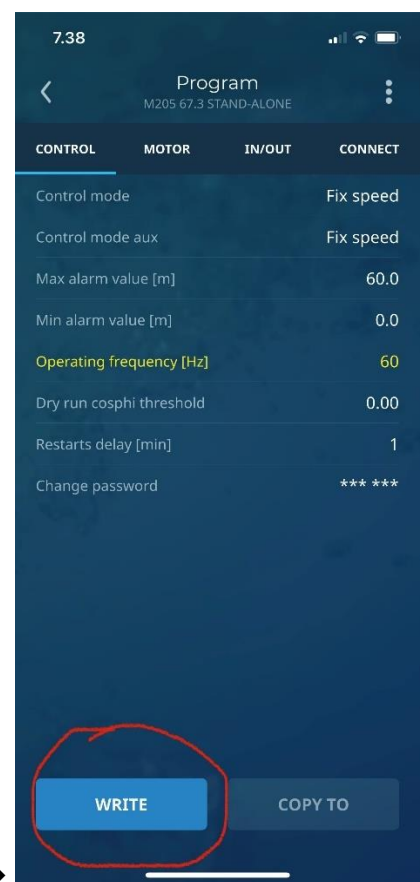 7.38
Program
M205 67.3 STAND-ALONE
CONTROL MOTOR IN/OUT CONNECT
Control mode Fix speed
Control mode aux Fix speed
Max alarm value [m] 60.0
Min alarm value [m] 0.0
Operating frequency [Hz] 60
Dry run cosphi threshold 0.00
Restarts delay [min] 1
Change password *** ***
WRITE COPY TO